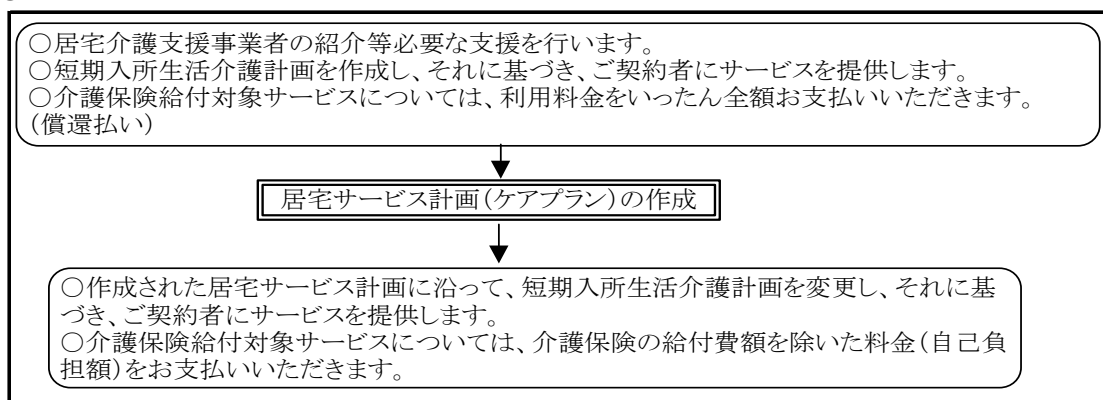 ○居宅介護支援事業者の紹介等必要な支援を行います。
○短期入所生活介護計画を作成し、それに基づき、ご契約者にサービスを提供します。
○介護保険給付対象サービスについては、利用料金をいったん全額お支払いいただきます。
(償還払い)
居宅サービス計画(ケアプラン)の作成
○作成された居宅サービス計画に沿って、短期入所生活介護計画を変更し、それに基
づき、ご契約者にサービスを提供します。
○介護保険給付対象サービスについては、介護保険の給付費額を除いた料金(自己負
担額)をお支払いいただきます。